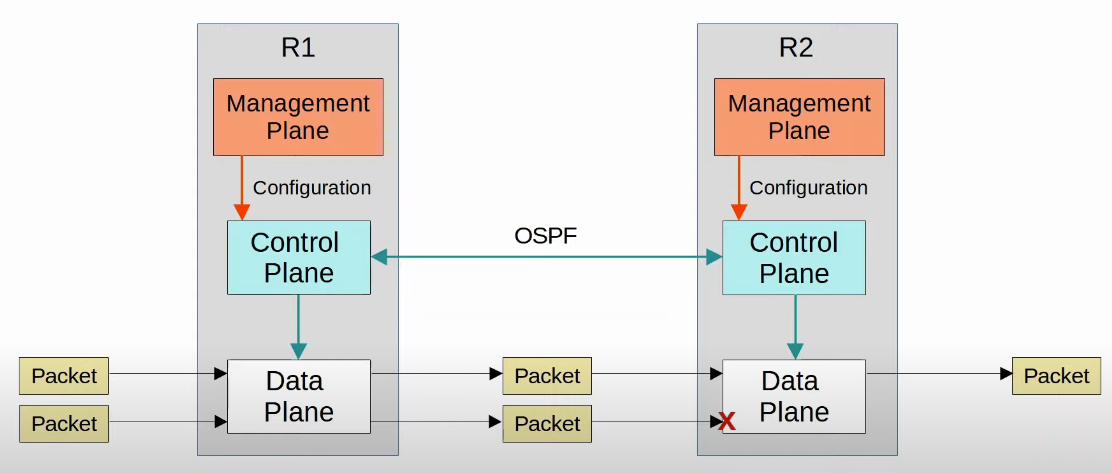 R1
R2
Management
Plane
Management
Plane
Configuration
Configuration
Control
Plane
OSPF
Control
Plane
Packet
Data
Plane
Packet
Data
Plane
Packet
Packet
Packet
X